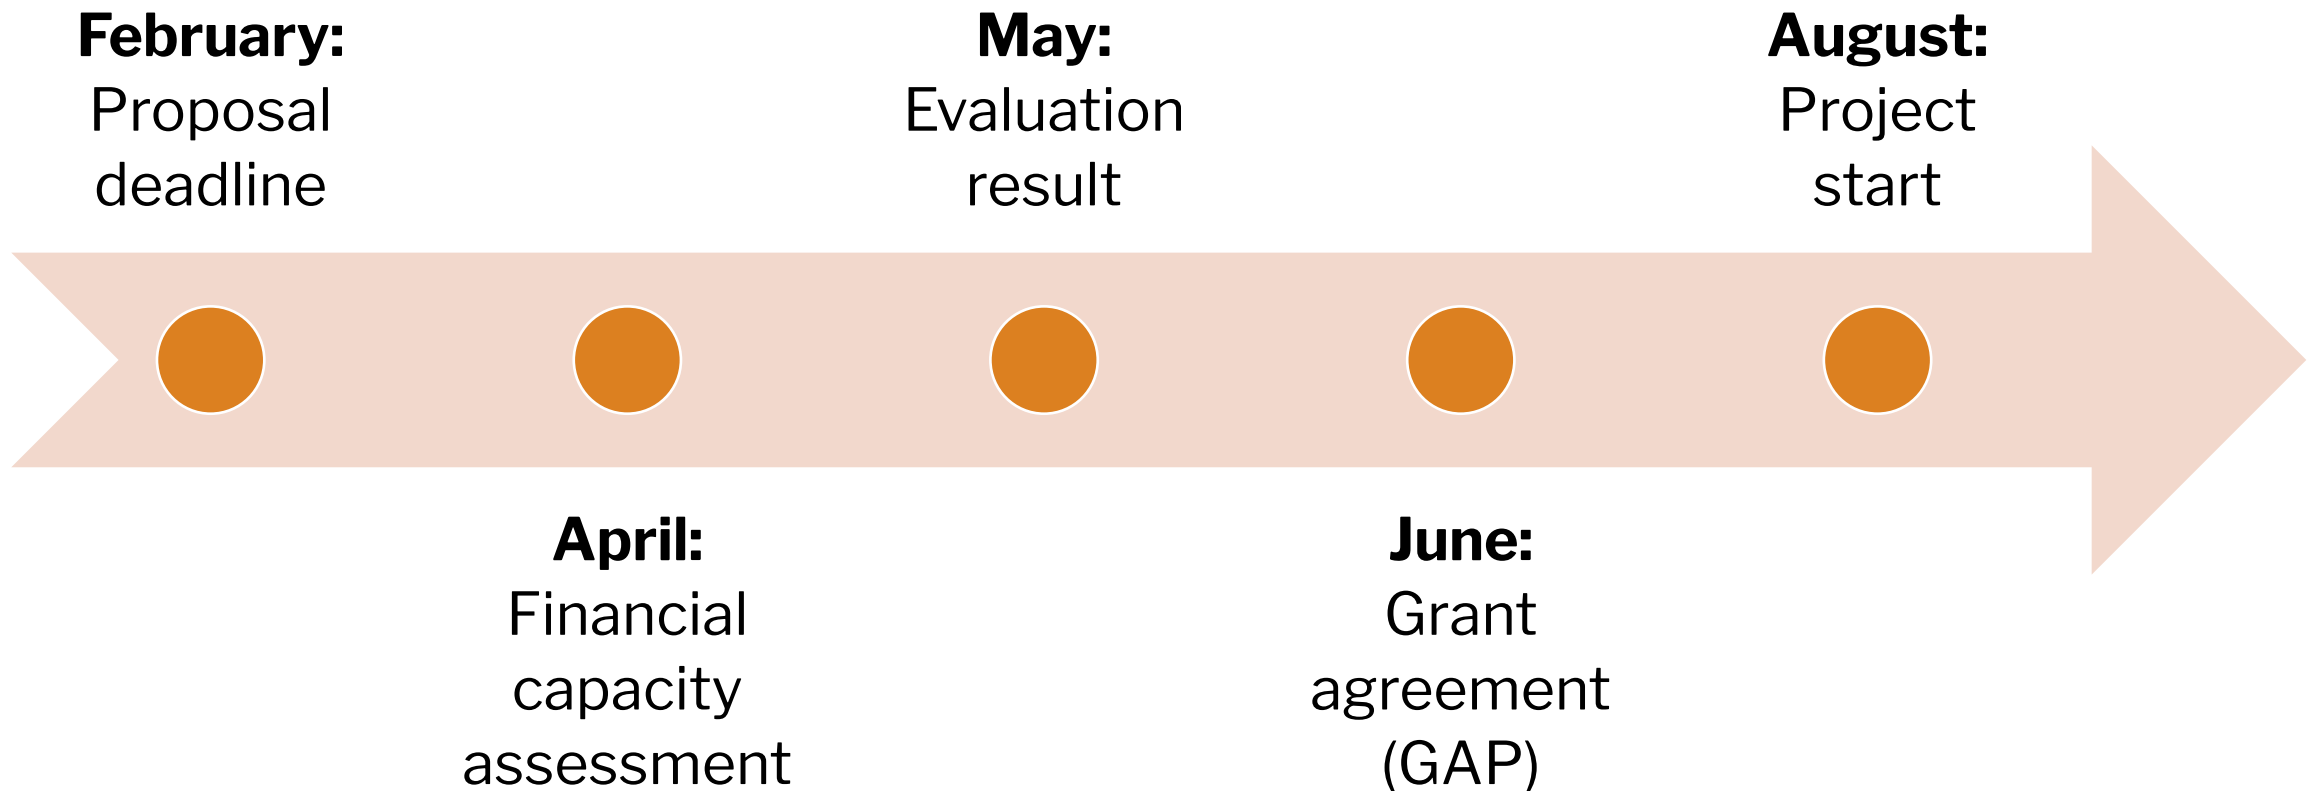 February:
Proposal
deadline
April:
Financial
capacity
assessment
May:
Evaluation
result
June:
Grant
agreement
(GAP)
August:
Project
start